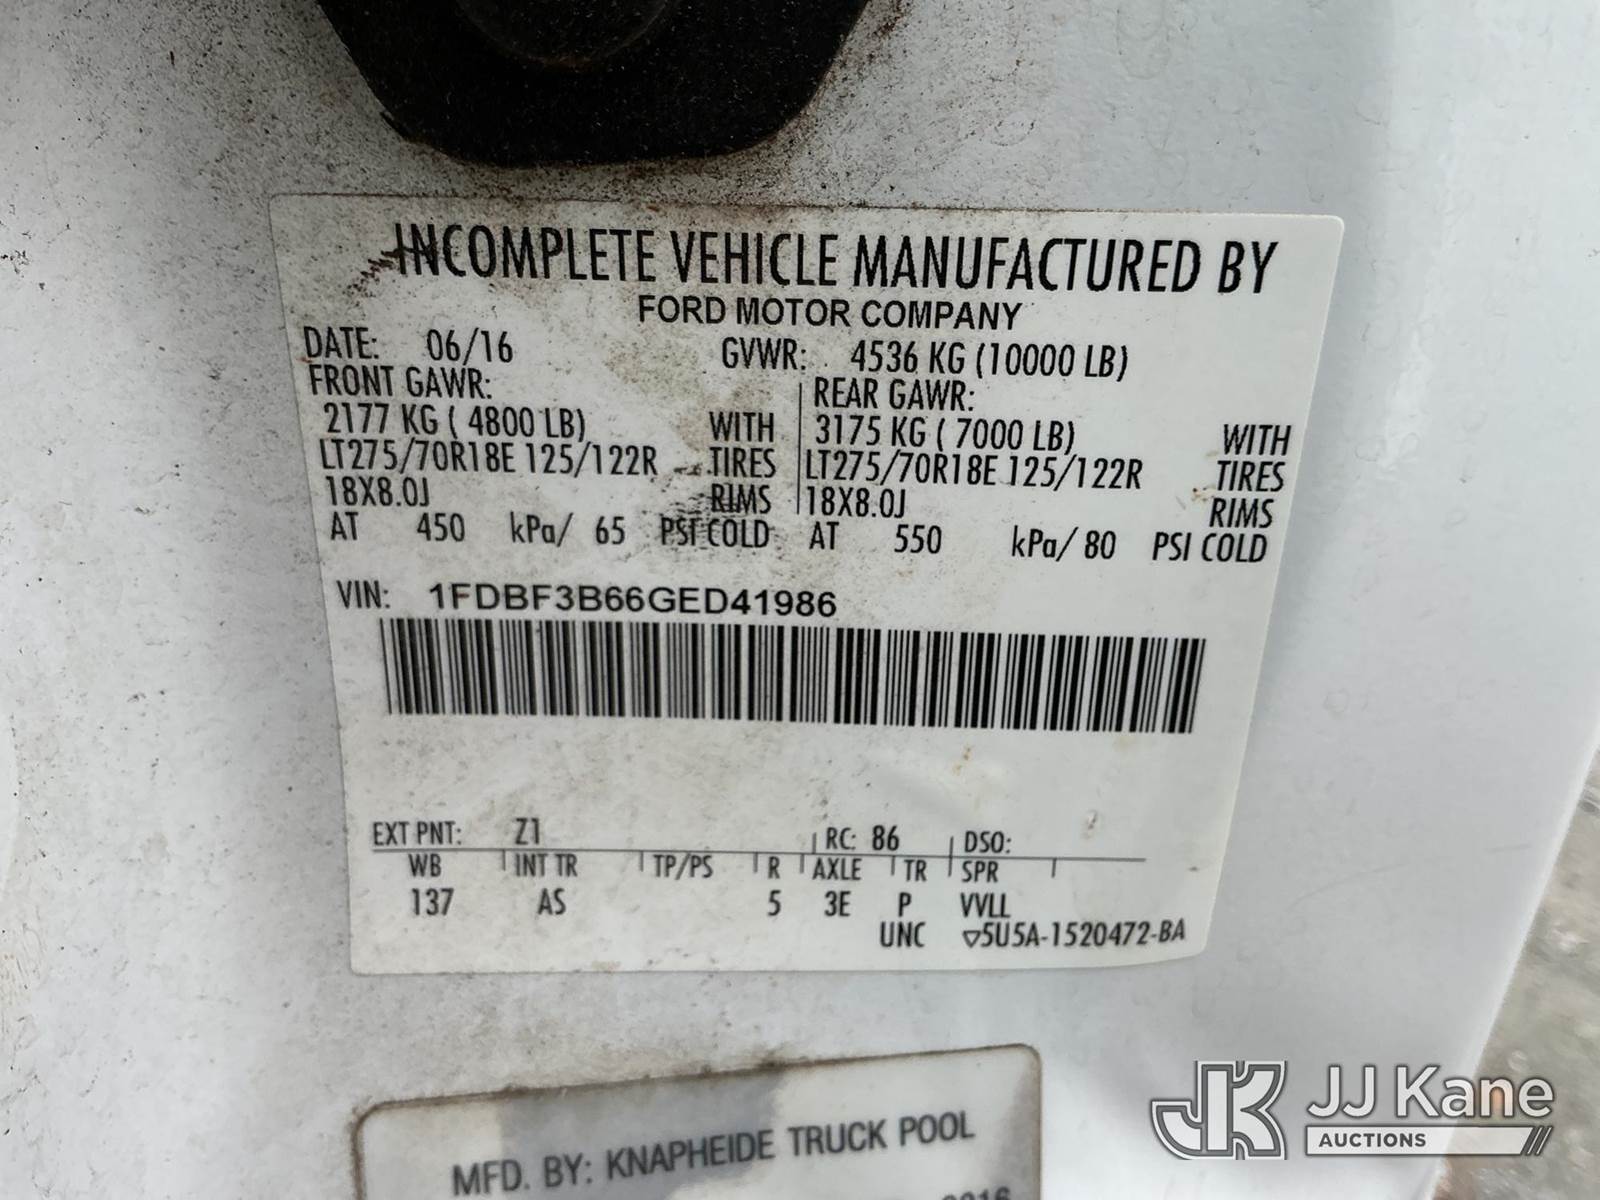 INCOMPLETE VEHICLE MANUFACTURED BY
FORD MOTOR COMPANY
DATE: 06/16 GVWR: 4536 KG (10000 LB)
FRONT GAWR: REAR GAWR:
2177 KG ( 4800 LB) WITH 3175 KG ( 7000 LB) WITH
LT275/70R18E 125/122R TIRES LT275/70R18E 125/122R TIRES
18X8.0J RIMS 18X8.0J RIMS
AT 450 kPa/ 65 PSI COLD AT 550 kPa/ 80 PSI COLD
VIN: 1FDBF3B66GED41986
EXT PNT: Z1 RC: 86 DSO:
WB INT TR TP/PS R AXLE TR SPR
137 AS 5 3E P VVLL
UNC ▽5U5A-1520472-BA
MFD. BY: KNAPHEIDE TRUCK POOL
JK JJ Kane
AUCTIONS